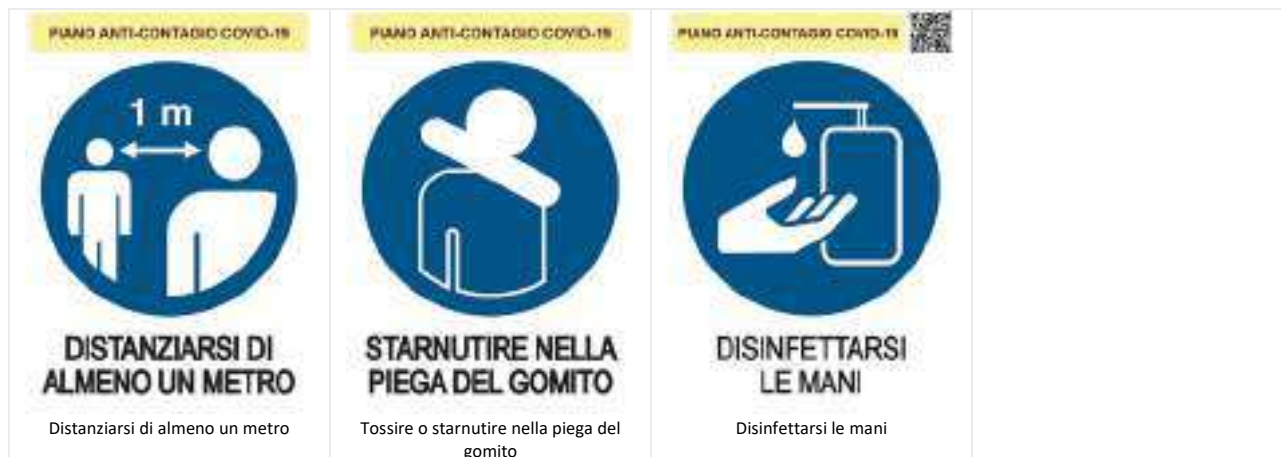 PIANO ANTI-CONTAGIO COVID-19
1 m
DISTANZIARSI DI
ALMENO UN METRO
Distanziarsi di almeno un metro
PIANO ANTI-CONTAGIO COVID-19
STARNUTIRE NELLA
PIEGA DEL GOMITO
Tossire o starnutire nella piega del
gomito
PIANO ANTI-CONTAGIO COVID-19
DISINFETTARSI
LE MANI
Disinfettarsi le mani